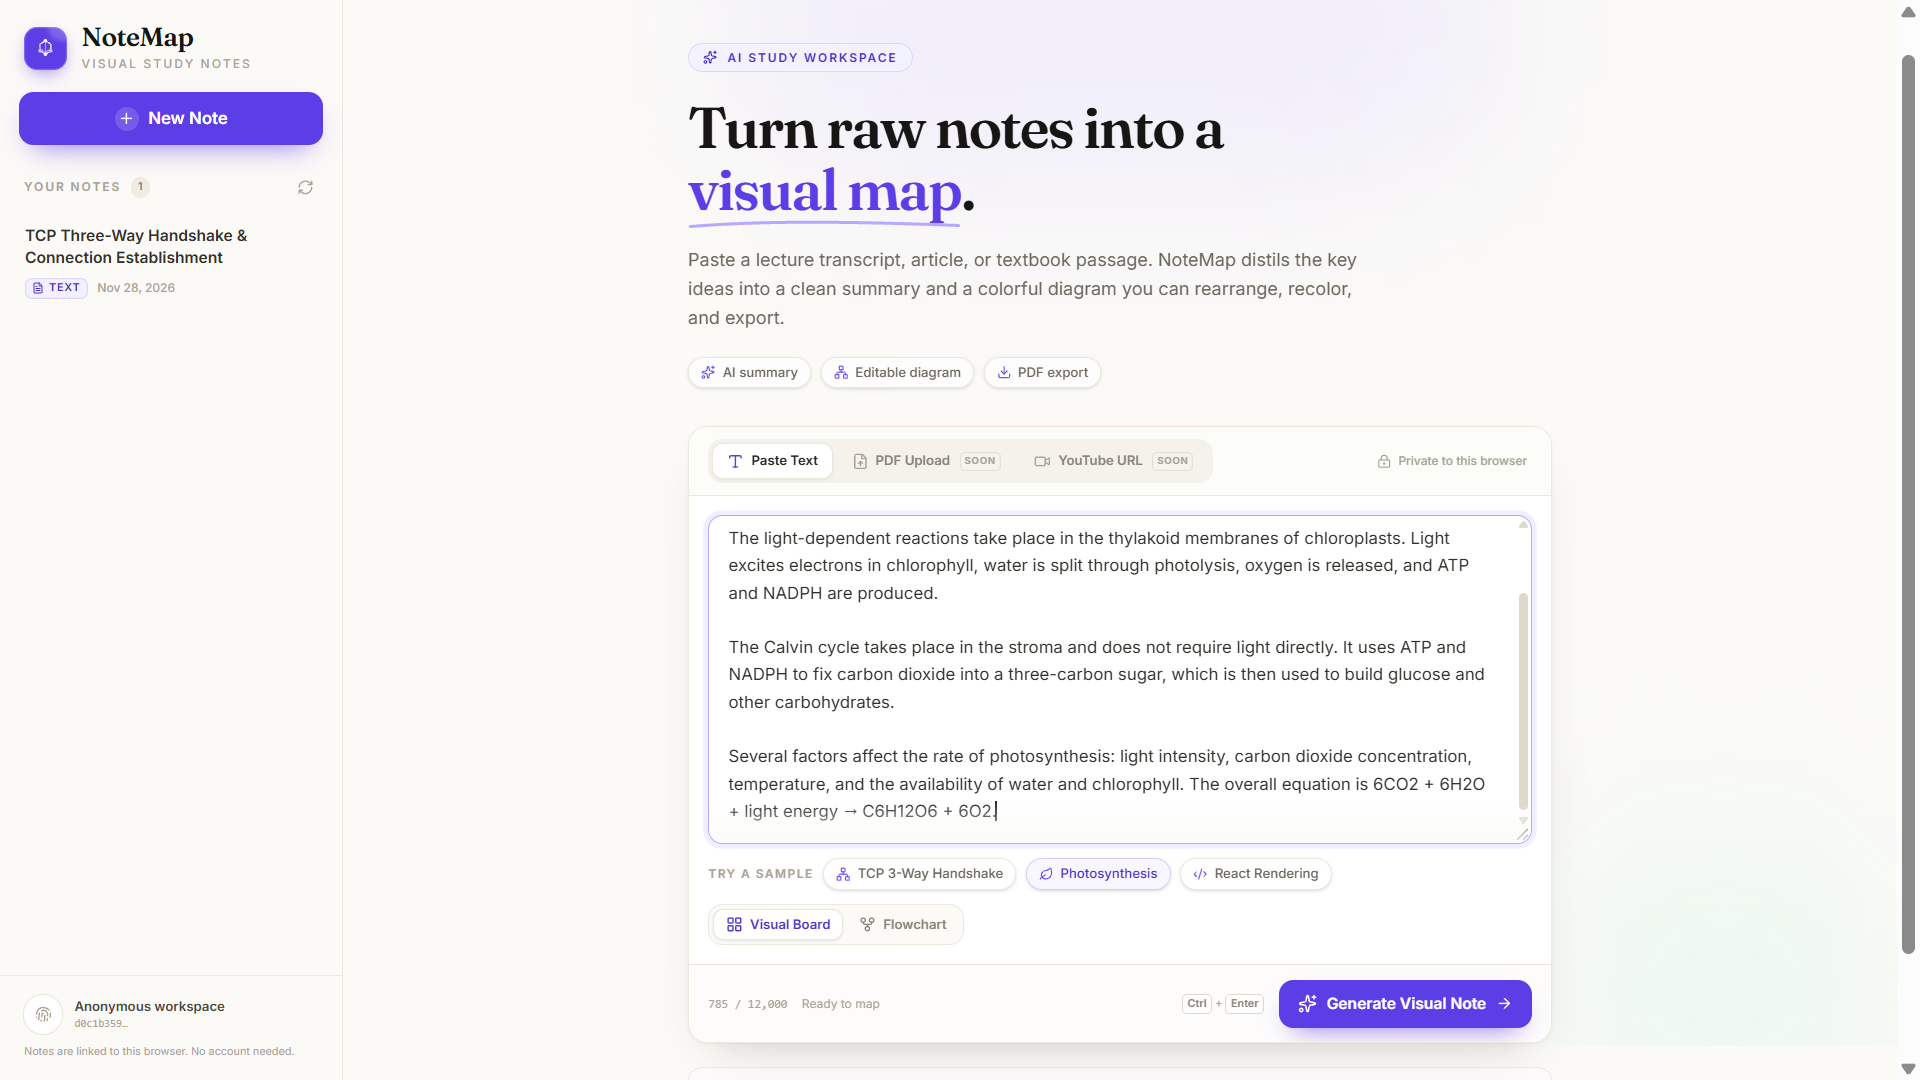 NoteMap
VISUAL STUDY NOTES
New Note
YOUR NOTES 1
TCP Three-Way Handshake &
Connection Establishment
TEXT Nov 28, 2026
Anonymous workspace
d0c1b359…
Notes are linked to this browser. No account needed.
AI STUDY WORKSPACE
Turn raw notes into a
visual map.
Paste a lecture transcript, article, or textbook passage. NoteMap distils the key
ideas into a clean summary and a colorful diagram you can rearrange, recolor,
and export.
AI summary
Editable diagram
PDF export
Paste Text
PDF Upload SOON
YouTube URL SOON
Private to this browser
The light-dependent reactions take place in the thylakoid membranes of chloroplasts. Light
excites electrons in chlorophyll, water is split through photolysis, oxygen is released, and ATP
and NADPH are produced.
The Calvin cycle takes place in the stroma and does not require light directly. It uses ATP and
NADPH to fix carbon dioxide into a three-carbon sugar, which is then used to build glucose and
other carbohydrates.
Several factors affect the rate of photosynthesis: light intensity, carbon dioxide concentration,
temperature, and the availability of water and chlorophyll. The overall equation is 6CO2 + 6H2O
+ light energy → C6H12O6 + 6O2.
TRY A SAMPLE
TCP 3-Way Handshake
Photosynthesis
React Rendering
Visual Board
Flowchart
785 / 12,000 Ready to map
Ctrl + Enter
Generate Visual Note →